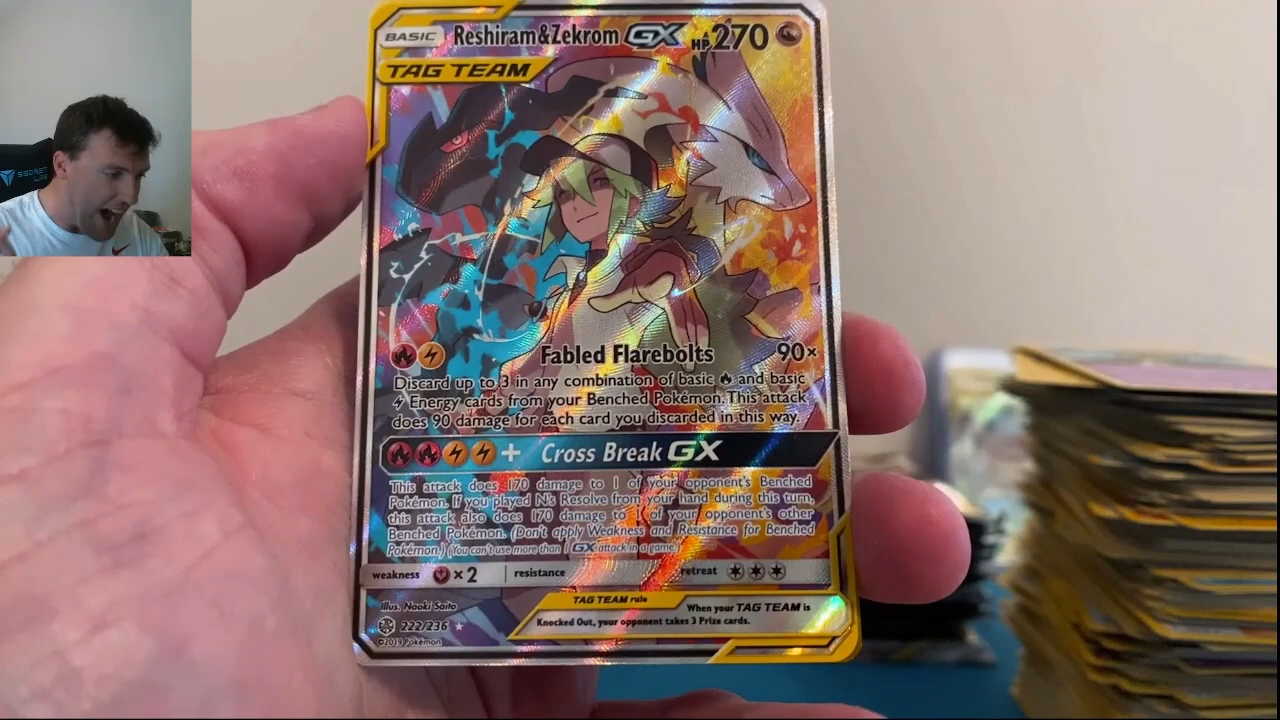 SECRET
LAB
BASIC Reshiram&Zekrom GX HP270
TAG TEAM
Fabled Flarebolts 90×
Discard up to 3 in any combination of basic and basic
Energy cards from your Benched Pokémon. This attack
does 90 damage for each card you discarded in this way.
+ Cross Break GX
This attack does 170 damage to 1 of your opponent's Benched
Pokémon. If you played N's Resolve from your hand during this turn,
this attack also does 170 damage to 1 of your opponent's other
Benched Pokémon. (Don't apply Weakness and Resistance for Benched
Pokémon.) (You can't use more than 1 GX attack in a game.)
weakness ×2 resistance retreat
Illus. Naoki Saito
222/236
©2019 Pokémon
TAG TEAM rule
When your TAG TEAM is
Knocked Out, your opponent takes 3 Prize cards.